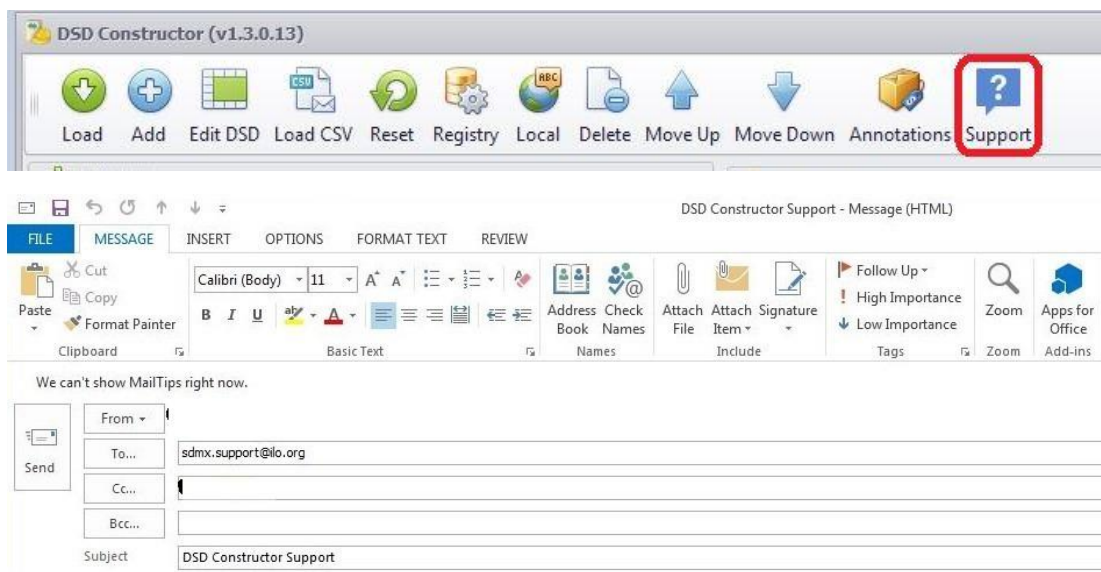 DSD Constructor (v1.3.0.13)
CSV ABC
Load Add Edit DSD Load CSV Reset Registry Local Delete Move Up Move Down Annotations Support
DSD Constructor Support - Message (HTML)
FILE MESSAGE INSERT OPTIONS FORMAT TEXT REVIEW
Cut
Copy
Format Painter
Paste
Clipboard
Calibri (Body) 11 A A
B I U ab A
Basic Text
Address Book Check Names
Names
Attach File Attach Item Signature
Include
Follow Up
High Importance
Low Importance
Tags
Zoom
Zoom
Apps for Office
Add-ins
We can't show MailTips right now.
Send
From
To... sdmx.support@ilo.org
Cc...
Bcc...
Subject DSD Constructor Support